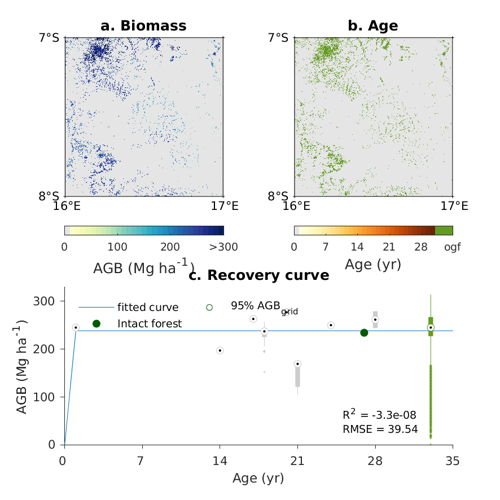 a. Biomass
b. Age
7°S
7°S
8°S
8°S
16°E
17°E
16°E
17°E
0
100
200
>300
0
7
14
21
28
ogf
AGB (Mg ha⁻¹)
Age (yr)
c. Recovery curve
300
200
100
0
AGB (Mg ha⁻¹)
fitted curve
95% AGB grid
Intact forest
R² = -3.3e-08
RMSE = 39.54
0
7
14
21
28
35
Age (yr)